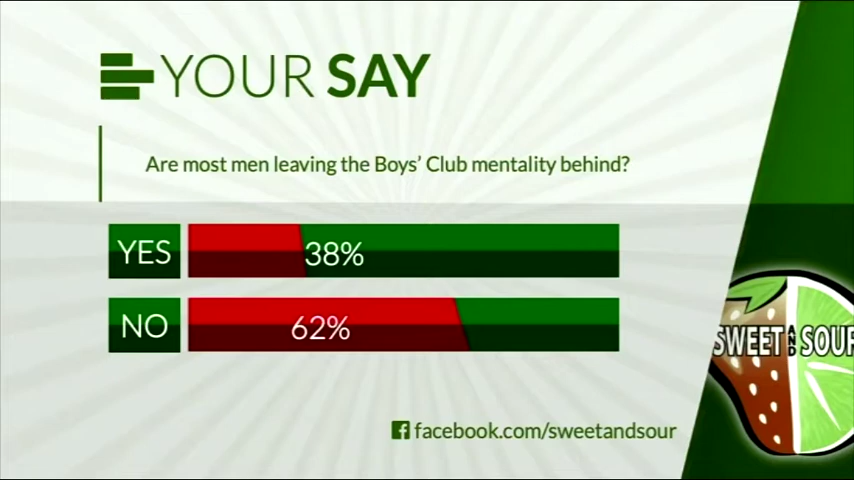 YOUR SAY
Are most men leaving the Boys' Club mentality behind?
YES 38%
NO 62%
SWEET AND SOUR
facebook.com/sweetandsour